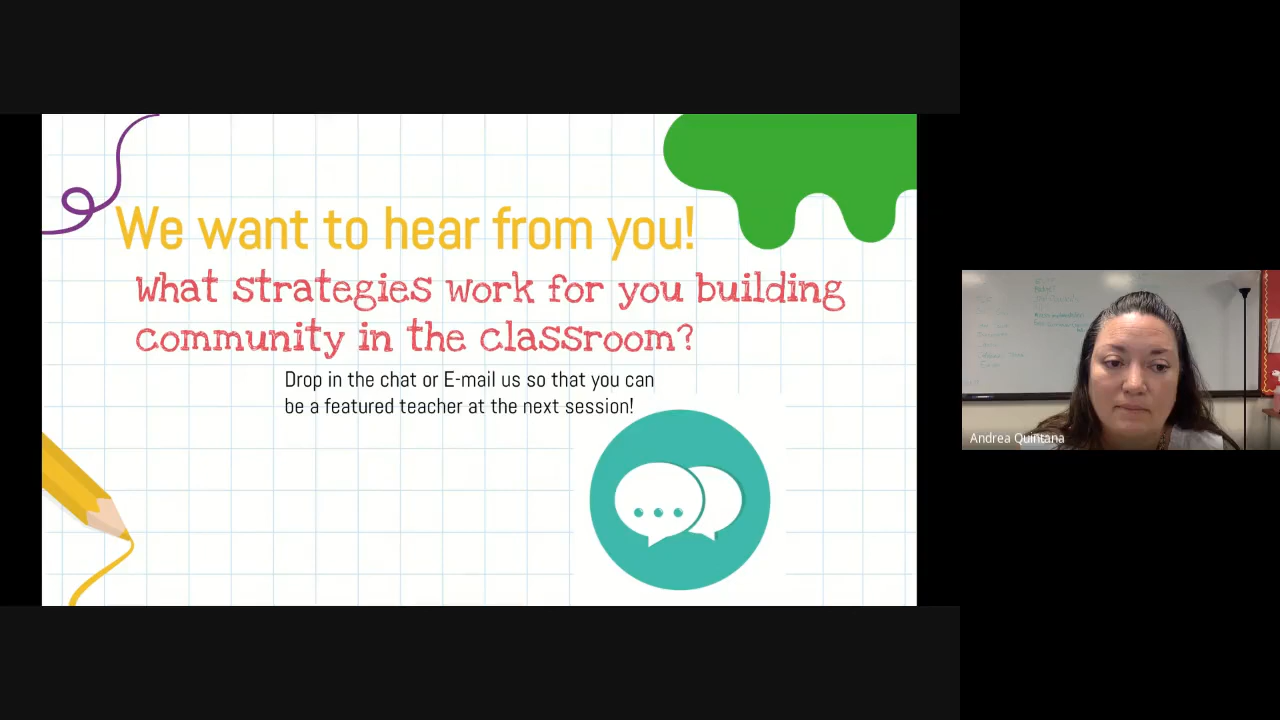 We want to hear from you!
What strategies work for you building
community in the classroom?
Drop in the chat or E-mail us so that you can
be a featured teacher at the next session!
Andrea Quintana